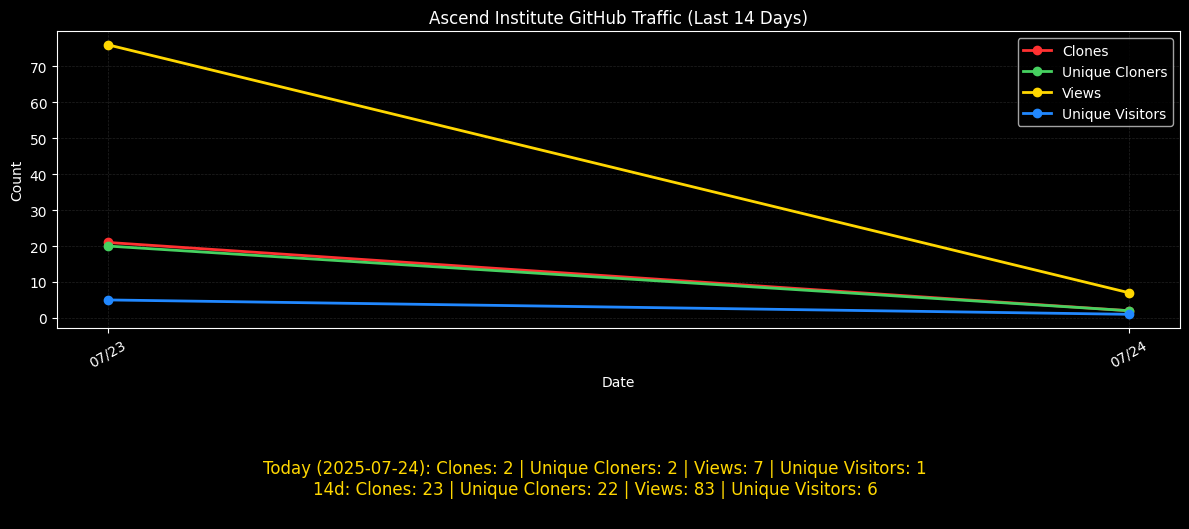 Ascend Institute GitHub Traffic (Last 14 Days)
Clones
Unique Cloners
Views
Unique Visitors
Count
70
60
50
40
30
20
10
0
07/23
07/24
Date
Today (2025-07-24): Clones: 2 | Unique Cloners: 2 | Views: 7 | Unique Visitors: 1
14d: Clones: 23 | Unique Cloners: 22 | Views: 83 | Unique Visitors: 6